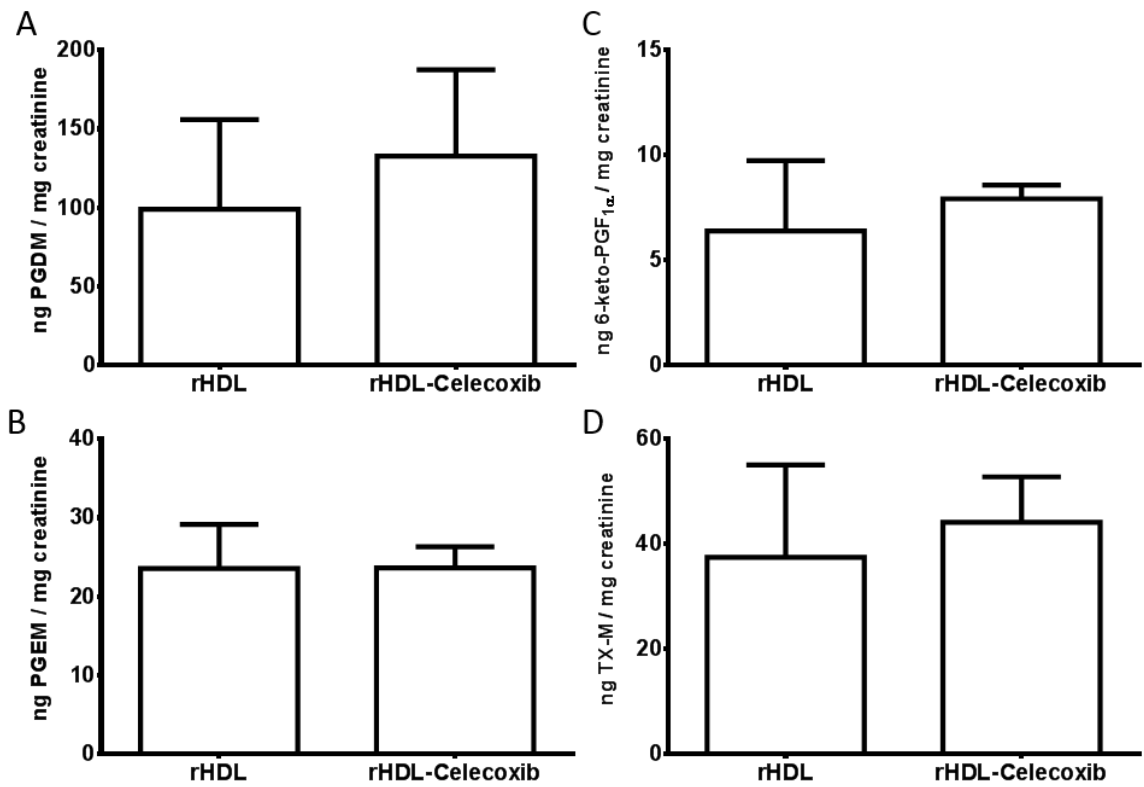 A
200
150
100
50
0
ng PGDM / mg creatinine
rHDL
rHDL-Celecoxib
B
40
30
20
10
0
ng PGEM / mg creatinine
rHDL
rHDL-Celecoxib
C
15
10
5
0
ng 6-keto-PGF1α / mg creatinine
rHDL
rHDL-Celecoxib
D
60
40
20
0
ng TX-M / mg creatinine
rHDL
rHDL-Celecoxib